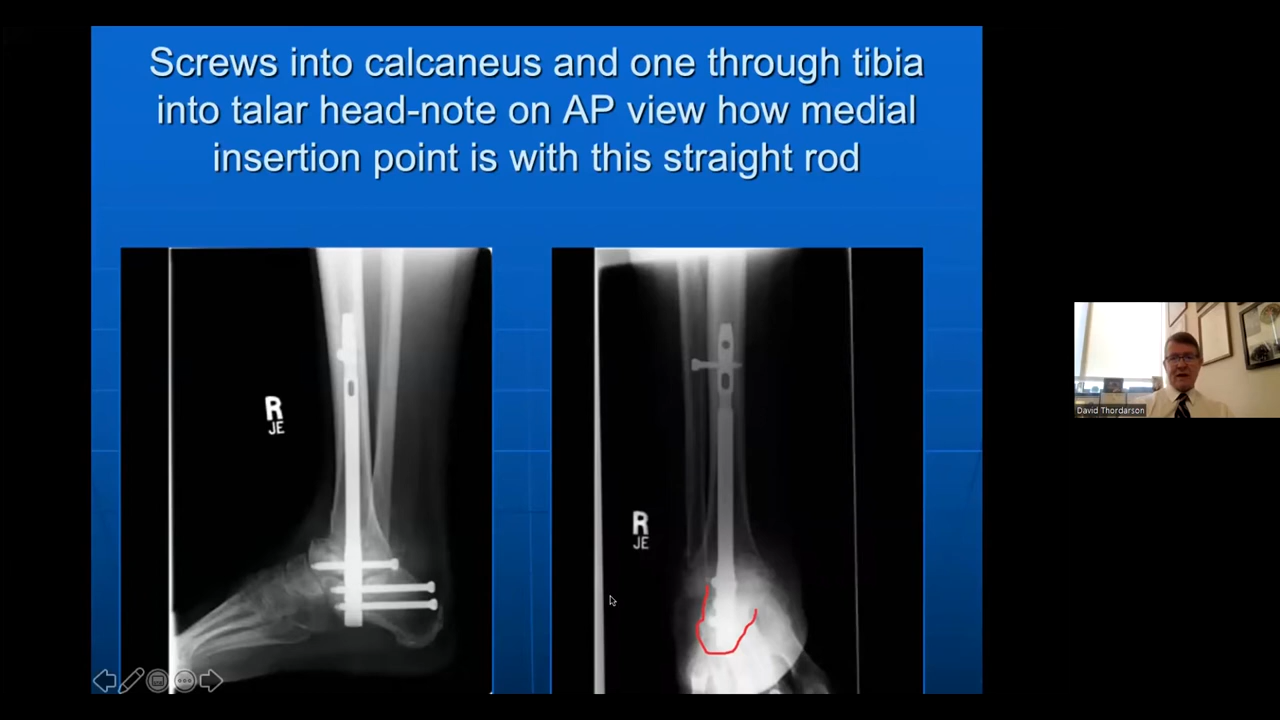 Screws into calcaneus and one through tibia
into talar head-note on AP view how medial
insertion point is with this straight rod
R
JE
R
JE
David Thordarson